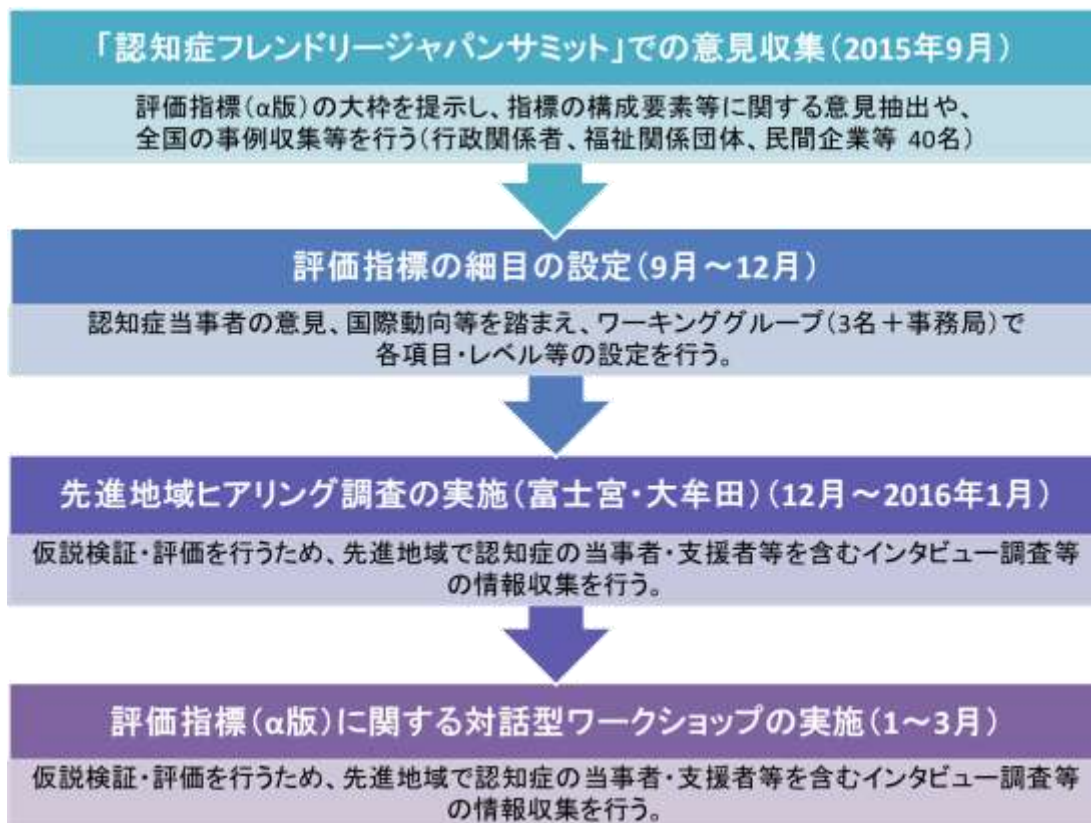 「認知症フレンドリージャパンサミット」での意見収集(2015年9月)
評価指標(α版)の大枠を提示し、指標の構成要素等に関する意見抽出や、
全国の事例収集等を行う(行政関係者、福祉関係団体、民間企業等 40名)
評価指標の細目の設定(9月～12月)
認知症当事者の意見、国際動向等を踏まえ、ワーキンググループ(3名＋事務局)で
各項目・レベル等の設定を行う。
先進地域ヒアリング調査の実施(富士宮・大牟田)(12月～2016年1月)
仮説検証・評価を行うため、先進地域で認知症の当事者・支援者等を含むインタビュー調査等
の情報収集を行う。
評価指標(α版)に関する対話型ワークショップの実施(1～3月)
仮説検証・評価を行うため、先進地域で認知症の当事者・支援者等を含むインタビュー調査等
の情報収集を行う。